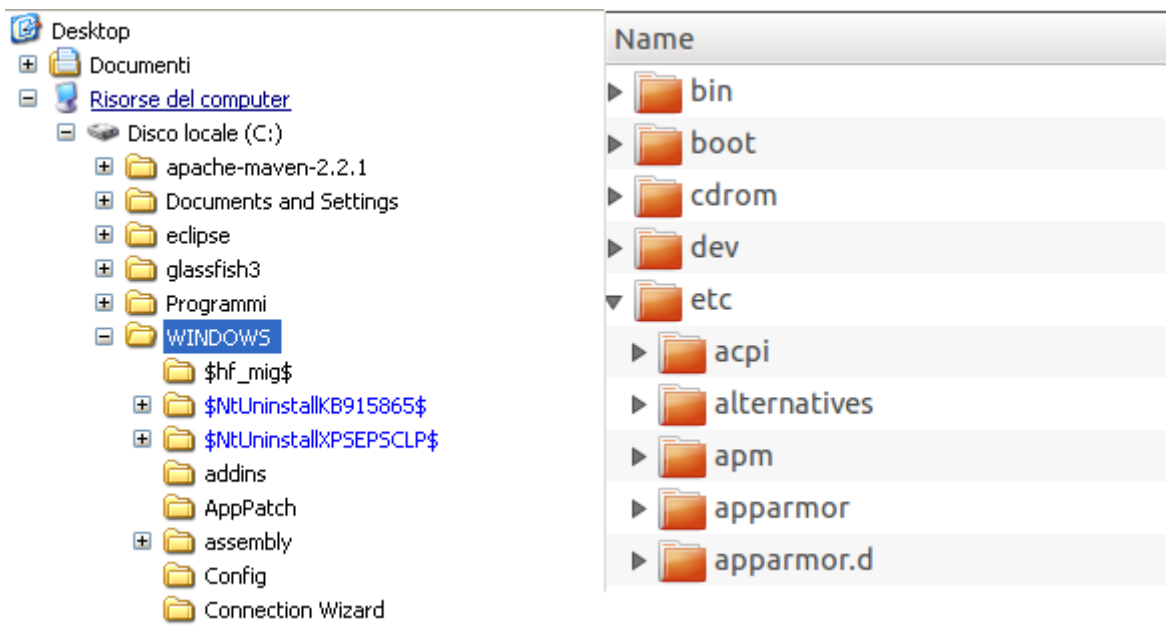 Desktop
Documenti
Risorse del computer
Disco locale (C:)
apache-maven-2.2.1
Documents and Settings
eclipse
glassfish3
Programmi
WINDOWS
$hf_mig$
$NtUninstallKB915865$
$NtUninstallXPSEPSCLP$
addins
AppPatch
assembly
Config
Connection Wizard
Name
bin
boot
cdrom
dev
etc
acpi
alternatives
apm
apparmor
apparmor.d